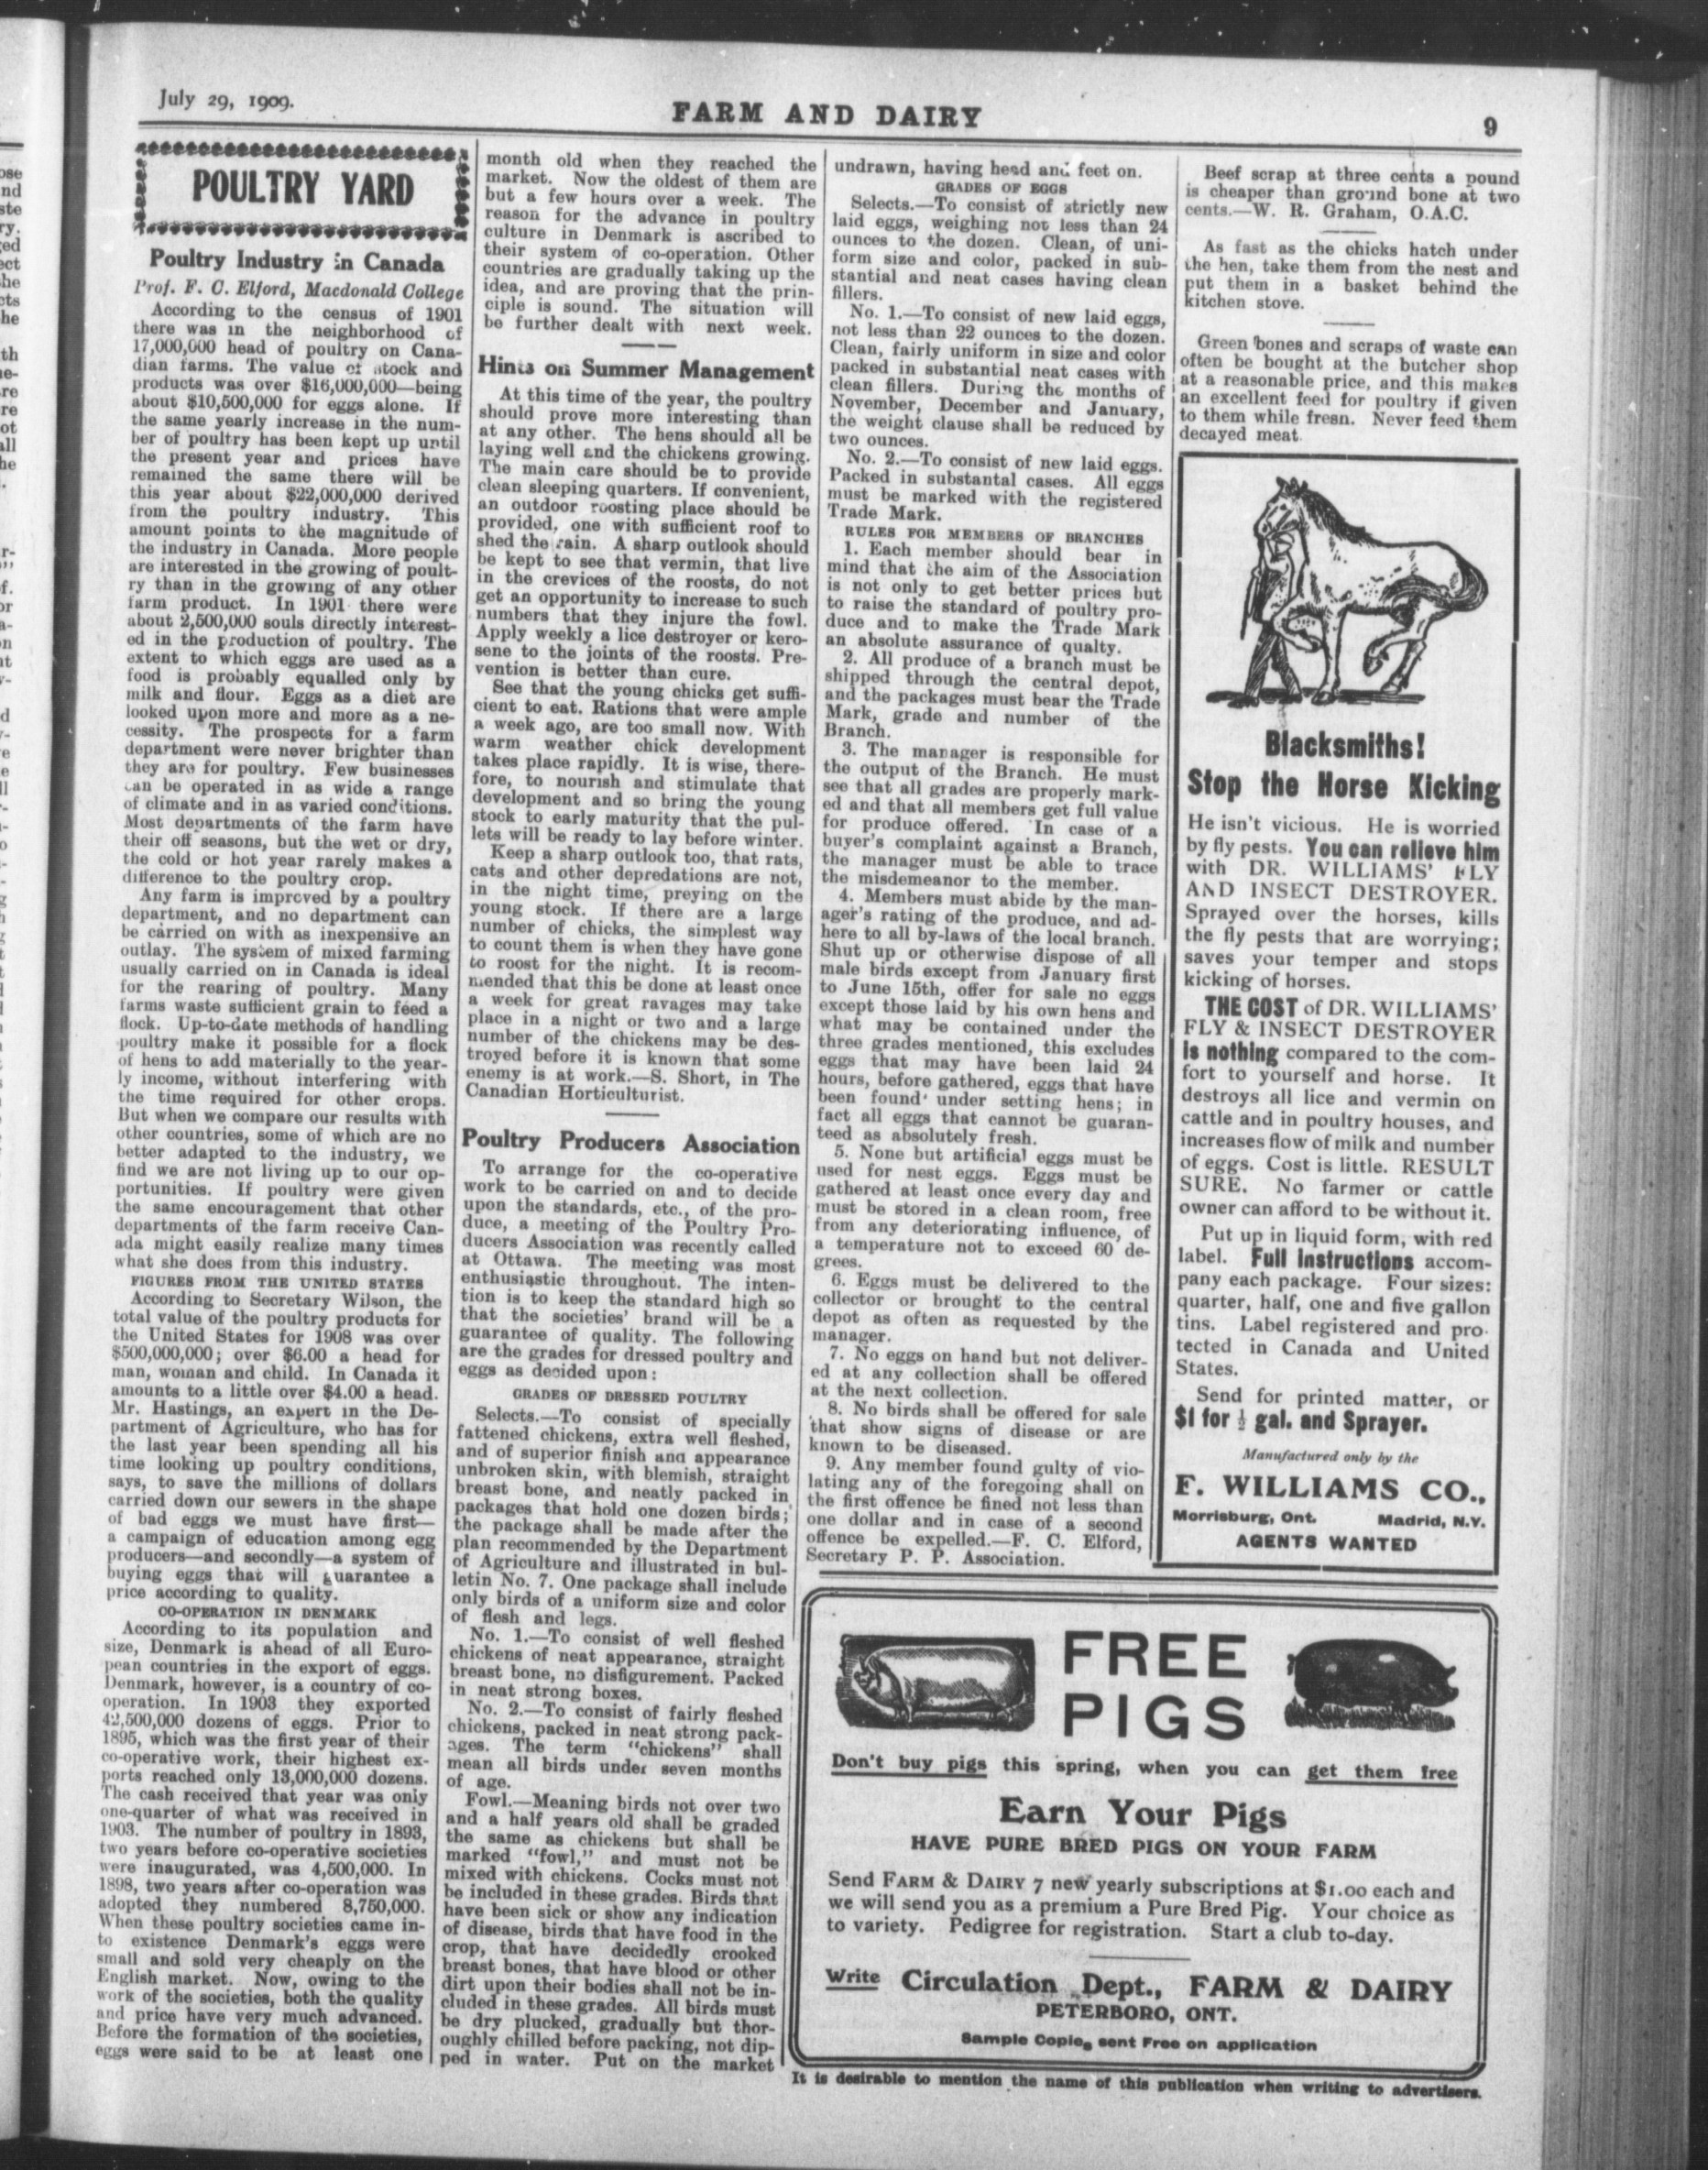 July 29, 1909.
FARM AND DAIRY
9
POULTRY YARD
Poultry Industry in Canada
Prof. F. C. Elford, Macdonald College
According to the census of 1901
there was in the neighborhood of
17,000,000 head of poultry on Cana-
dian farms. The value of stock and
products was over $16,000,000—being
about $10,500,000 for eggs alone. If
the same yearly increase in the num-
ber of poultry has been kept up until
the present year and prices have
remained the same there will be
this year about $22,000,000 derived
from the poultry industry. This
amount points to the magnitude of
the industry in Canada. More people
are interested in the growing of poult-
ry than in the growing of any other
farm product. In 1901 there were
about 2,500,000 souls directly interest-
ed in the production of poultry. The
extent to which eggs are used as a
food is probably equalled only by
milk and flour. Eggs as a diet are
looked upon more and more as a ne-
cessity. The prospects for a farm
department were never brighter than
they are for poultry. Few businesses
can be operated in as wide a range
of climate and in as varied conditions.
Most departments of the farm have
their off seasons, but the wet or dry,
the cold or hot year rarely makes a
difference to the poultry crop.
Any farm is improved by a poultry
department, and no department can
be carried on with as inexpensive an
outlay. The system of mixed farming
usually carried on in Canada is ideal
for the rearing of poultry. Many
farms waste sufficient grain to feed a
flock. Up-to-date methods of handling
poultry make it possible for a flock
of hens to add materially to the year-
ly income, without interfering with
the time required for other crops.
But when we compare our results with
other countries, some of which are no
better adapted to the industry, we
find we are not living up to our op-
portunities. If poultry were given
the same encouragement that other
departments of the farm receive Can-
ada might easily realize many times
what she does from this industry.
FIGURES FROM THE UNITED STATES
According to Secretary Wilson, the
total value of the poultry products for
the United States for 1908 was over
$500,000,000; over $6.00 a head for
man, woman and child. In Canada it
amounts to a little over $4.00 a head.
Mr. Hastings, an expert in the De-
partment of Agriculture, who has for
the last year been spending all his
time looking up poultry conditions,
says, to save the millions of dollars
carried down our sewers in the shape
of bad eggs we must have first—
a campaign of education among egg
producers—and secondly—a system of
buying eggs that will guarantee a
price according to quality.
CO-OPERATION IN DENMARK
According to its population and
size, Denmark is ahead of all Euro-
pean countries in the export of eggs.
Denmark, however, is a country of co-
operation. In 1903 they exported
42,500,000 dozens of eggs. Prior to
1895, which was the first year of their
co-operative work, their highest ex-
ports reached only 13,000,000 dozens.
The cash received that year was only
one-quarter of what was received in
1903. The number of poultry in 1893,
two years before co-operative societies
were inaugurated, was 4,500,000. In
1898, two years after co-operation was
adopted they numbered 8,750,000.
When these poultry societies came in-
to existence Denmark's eggs were
small and sold very cheaply on the
English market. Now, owing to the
work of the societies, both the quality
and price have very much advanced.
Before the formation of the societies,
eggs were said to be at least one
month old when they reached the
market. Now the oldest of them are
but a few hours over a week. The
reason for the advance in poultry
culture in Denmark is ascribed to
their system of co-operation. Other
countries are gradually taking up the
idea, and are proving that the prin-
ciple is sound. The situation will
be further dealt with next week.
Hints on Summer Management
At this time of the year, the poultry
should prove more interesting than
at any other. The hens should all be
laying well and the chickens growing.
The main care should be to provide
clean sleeping quarters. If convenient,
an outdoor roosting place should be
provided, one with sufficient roof to
shed the rain. A sharp outlook should
be kept to see that vermin, that live
in the crevices of the roosts, do not
get an opportunity to increase to such
numbers that they injure the fowl.
Apply weekly a lice destroyer or kero-
sene to the joints of the roosts. Pre-
vention is better than cure.
See that the young chicks get suffi-
cient to eat. Rations that were ample
a week ago, are too small now. With
warm weather chick development
takes place rapidly. It is wise, there-
fore, to nourish and stimulate that
development and so bring the young
stock to early maturity that the pul-
lets will be ready to lay before winter.
Keep a sharp outlook too, that rats,
cats and other depredations are not,
in the night time, preying on the
young stock. If there are a large
number of chicks, the simplest way
to count them is when they have gone
to roost for the night. It is recom-
mended that this be done at least once
a week for great ravages may take
place in a night or two and a large
number of the chickens may be des-
troyed before it is known that some
enemy is at work.—S. Short, in The
Canadian Horticulturist.
Poultry Producers Association
To arrange for the co-operative
work to be carried on and to decide
upon the standards, etc., of the pro-
duce, a meeting of the Poultry Pro-
ducers Association was recently called
at Ottawa. The meeting was most
enthusiastic throughout. The inten-
tion is to keep the standard high so
that the societies' brand will be a
guarantee of quality. The following
are the grades for dressed poultry and
eggs as decided upon:
GRADES OF DRESSED POULTRY
Selects.—To consist of specially
fattened chickens, extra well fleshed,
and of superior finish and appearance
unbroken skin, with blemish, straight
breast bone, and neatly packed in
packages that hold one dozen birds;
the package shall be made after the
plan recommended by the Department
of Agriculture and illustrated in bul-
letin No. 7. One package shall include
only birds of a uniform size and color
of flesh and legs.
No. 1.—To consist of well fleshed
chickens of neat appearance, straight
breast bone, no disfigurement. Packed
in neat strong boxes.
No. 2.—To consist of fairly fleshed
chickens, packed in neat strong pack-
ages. The term "chickens" shall
mean all birds under seven months
of age.
Fowl.—Meaning birds not over two
and a half years old shall be graded
the same as chickens but shall be
marked "fowl," and must not be
mixed with chickens. Cocks must not
be included in these grades. Birds that
have been sick or show any indication
of disease, birds that have food in the
crop, that have decidedly crooked
breast bones, that have blood or other
dirt upon their bodies shall not be in-
cluded in these grades. All birds must
be dry plucked, gradually but thor-
oughly chilled before packing, not dip-
ped in water. Put on the market
undrawn, having head and feet on.
GRADES OF EGGS
Selects.—To consist of strictly new
laid eggs, weighing not less than 24
ounces to the dozen. Clean, of uni-
form size and color, packed in sub-
stantial and neat cases having clean
fillers.
No. 1.—To consist of new laid eggs,
not less than 22 ounces to the dozen.
Clean, fairly uniform in size and color
packed in substantial neat cases with
clean fillers. During the months of
November, December and January,
the weight clause shall be reduced by
two ounces.
No. 2.—To consist of new laid eggs.
Packed in substantal cases. All eggs
must be marked with the registered
Trade Mark.
RULES FOR MEMBERS OF BRANCHES
1. Each member should bear in
mind that the aim of the Association
is not only to get better prices but
to raise the standard of poultry pro-
duce and to make the Trade Mark
an absolute assurance of qualty.
2. All produce of a branch must be
shipped through the central depot,
and the packages must bear the Trade
Mark, grade and number of the
Branch.
3. The manager is responsible for
the output of the Branch. He must
see that all grades are properly mark-
ed and that all members get full value
for produce offered. In case of a
buyer's complaint against a Branch,
the manager must be able to trace
the misdemeanor to the member.
4. Members must abide by the man-
ager's rating of the produce, and ad-
here to all by-laws of the local branch.
Shut up or otherwise dispose of all
male birds except from January first
to June 15th, offer for sale no eggs
except those laid by his own hens and
what may be contained under the
three grades mentioned, this excludes
eggs that may have been laid 24
hours, before gathered, eggs that have
been found under setting hens; in
fact all eggs that cannot be guaran-
teed as absolutely fresh.
5. None but artificial eggs must be
used for nest eggs. Eggs must be
gathered at least once every day and
must be stored in a clean room, free
from any deteriorating influence, of
a temperature not to exceed 60 de-
grees.
6. Eggs must be delivered to the
collector or brought to the central
depot as often as requested by the
manager.
7. No eggs on hand but not deliver-
ed at any collection shall be offered
at the next collection.
8. No birds shall be offered for sale
that show signs of disease or are
known to be diseased.
9. Any member found gulty of vio-
lating any of the foregoing shall on
the first offence be fined not less than
one dollar and in case of a second
offence be expelled.—F. C. Elford,
Secretary P. P. Association.
Beef scrap at three cents a pound
is cheaper than ground bone at two
cents.—W. R. Graham, O.A.C.
As fast as the chicks hatch under
the hen, take them from the nest and
put them in a basket behind the
kitchen stove.
Green bones and scraps of waste can
often be bought at the butcher shop
at a reasonable price, and this makes
an excellent feed for poultry if given
to them while fresh. Never feed them
decayed meat.
Blacksmiths!
Stop the Horse Kicking
He isn't vicious. He is worried
by fly pests. You can relieve him
with DR. WILLIAMS' FLY
AND INSECT DESTROYER.
Sprayed over the horses, kills
the fly pests that are worrying;
saves your temper and stops
kicking of horses.
THE COST of DR. WILLIAMS'
FLY & INSECT DESTROYER
is nothing compared to the com-
fort to yourself and horse. It
destroys all lice and vermin on
cattle and in poultry houses, and
increases flow of milk and number
of eggs. Cost is little. RESULT
SURE. No farmer or cattle
owner can afford to be without it.
Put up in liquid form, with red
label. Full instructions accom-
pany each package. Four sizes:
quarter, half, one and five gallon
tins. Label registered and pro-
tected in Canada and United
States.
Send for printed matter, or
$1 for ½ gal. and Sprayer.
Manufactured only by the
F. WILLIAMS CO.,
Morrisburg, Ont. Madrid, N.Y.
AGENTS WANTED
FREE
PIGS
Don't buy pigs this spring, when you can get them free
Earn Your Pigs
HAVE PURE BRED PIGS ON YOUR FARM
Send FARM & DAIRY 7 new yearly subscriptions at $1.00 each and
we will send you as a premium a Pure Bred Pig. Your choice as
to variety. Pedigree for registration. Start a club to-day.
Write Circulation Dept., FARM & DAIRY
PETERBORO, ONT.
Sample Copies sent Free on application
It is desirable to mention the name of this publication when writing to advertisers.